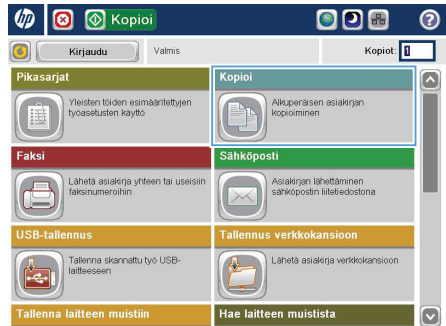 hp Kopioi ?
Kirjaudu Valmis Kopiot: 1
Pikasarjat
Yleisten töiden esimääritettyjen
työasetusten käyttö
Kopioi
Alkuperäisen asiakirjan
kopioiminen
Faksi
Lähetä asiakirja yhteen tai useisiin
faksinumeroihin
Sähköposti
Asiakirjan lähettäminen
sähköpostin liitetiedostona
USB-tallennus
Tallenna skannattu työ USB-
laitteeseen
Tallennus verkkokansioon
Lähetä asiakirja verkkokansioon
Tallenna laitteen muistiin
Hae laitteen muistista